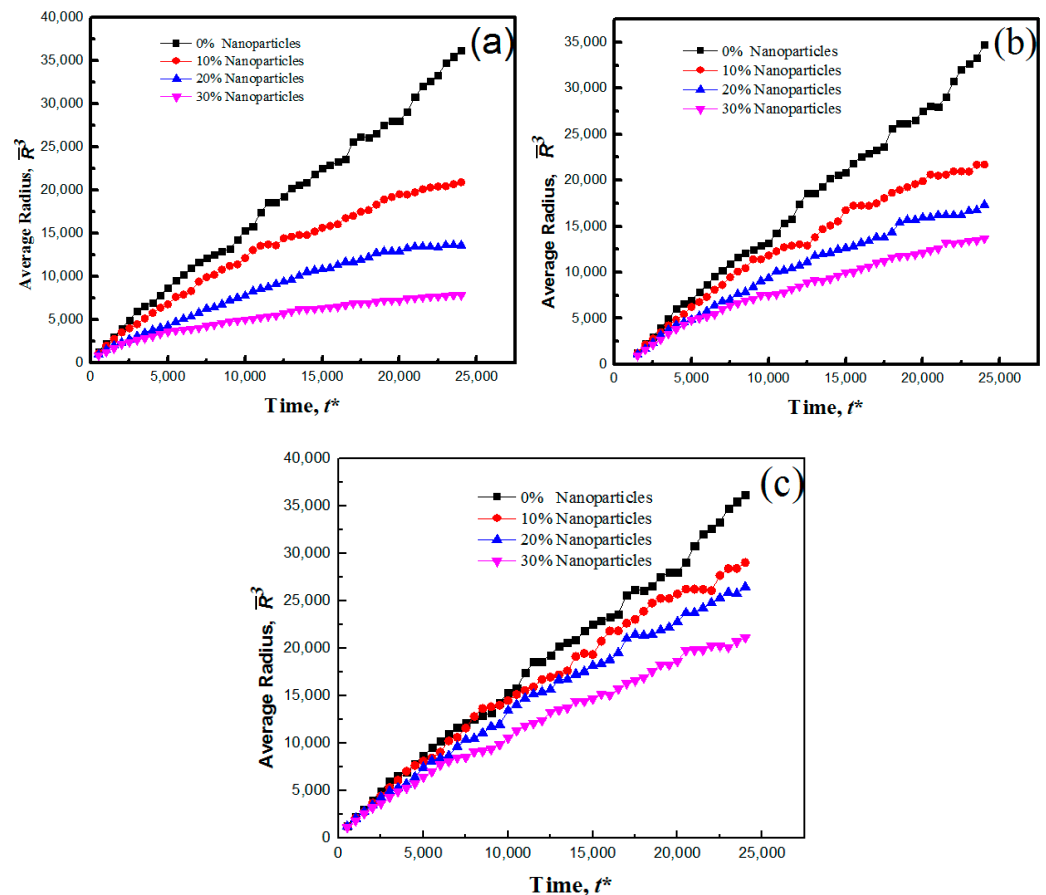 (a)
0% Nanoparticles
10% Nanoparticles
20% Nanoparticles
30% Nanoparticles
Average Radius, R̅³
40,000
35,000
30,000
25,000
20,000
15,000
10,000
5,000
0
0 5,000 10,000 15,000 20,000 25,000
Time, t*
(b)
0% Nanoparticles
10% Nanoparticles
20% Nanoparticles
30% Nanoparticles
Average Radius, R̅³
35,000
30,000
25,000
20,000
15,000
10,000
5,000
0
0 5,000 10,000 15,000 20,000 25,000
Time, t*
(c)
0% Nanoparticles
10% Nanoparticles
20% Nanoparticles
30% Nanoparticles
Average Radius, R̅³
40,000
35,000
30,000
25,000
20,000
15,000
10,000
5,000
0
0 5,000 10,000 15,000 20,000 25,000
Time, t*